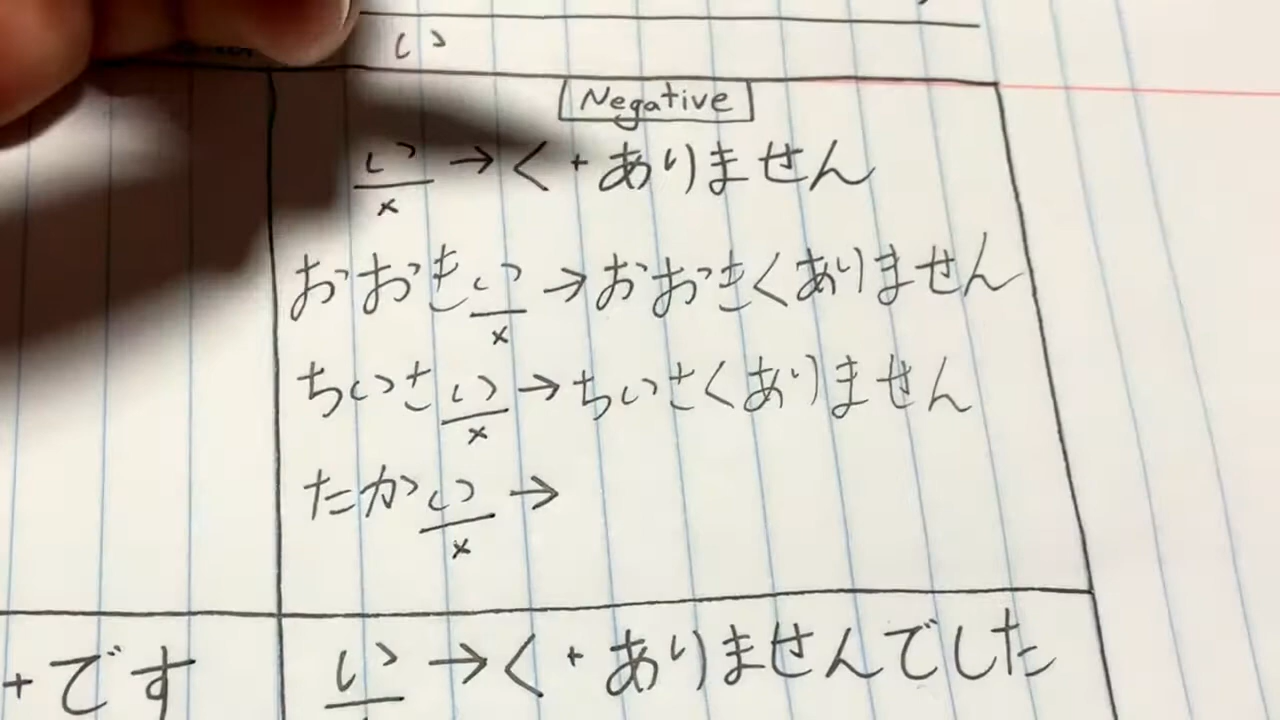 い
Negative
い → く + ありません
x
おおきい → おおきくありません
x
ちいさい → ちいさくありません
x
たかい →
x
+ です
い → く + ありませんでした